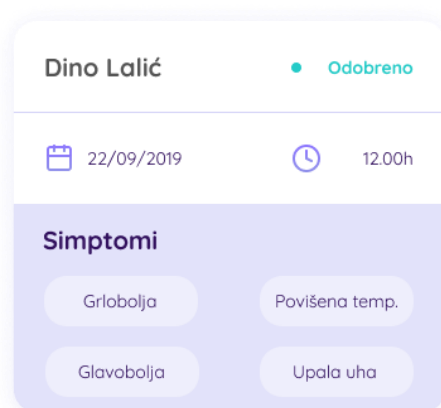 Dino Lalić
Odobreno
22/09/2019
12.00h
Simptomi
Grlobolja
Povišena temp.
Glavobolja
Upala uha